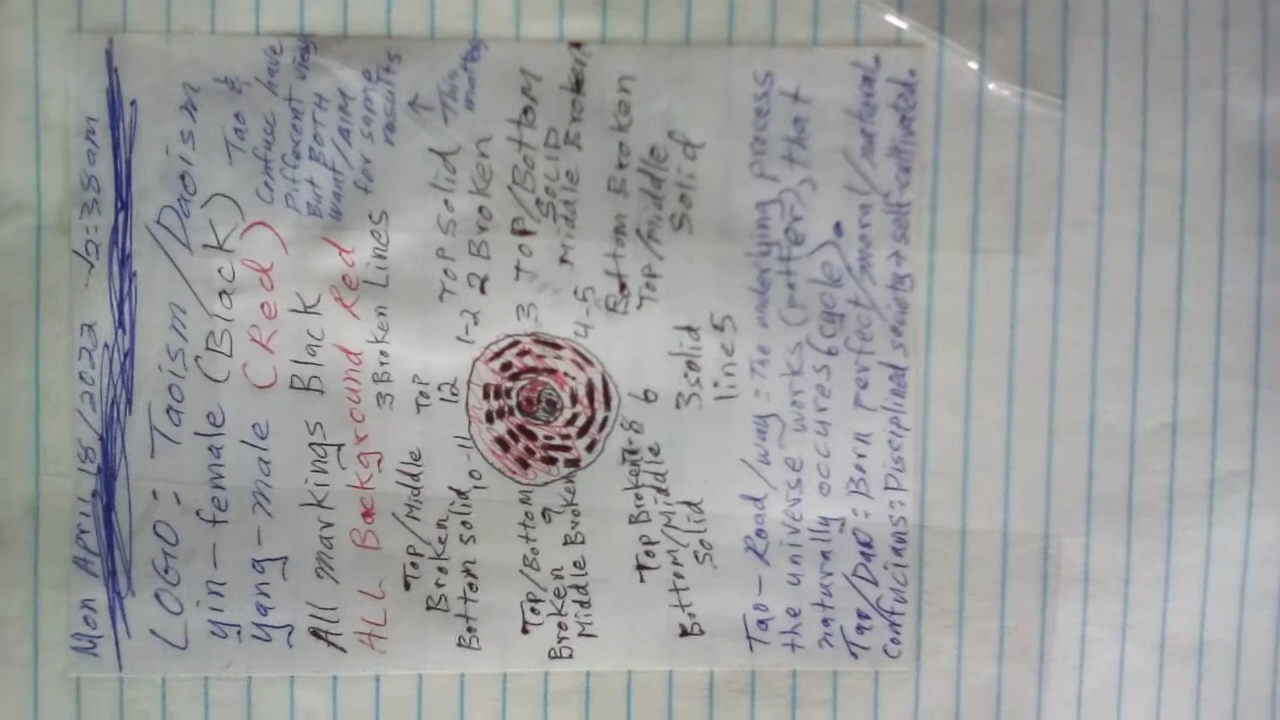 Mon April 18/2022 √2:38am
LOGO: Taoism/Daoism
Yin-female (Black)
Yang-male (Red)
Tao &
Confuse have
Different view
But BOTH
Want/AIM
for same
results
All markings Black
ALL Background Red
3 Broken Lines
Top
12
Top/Middle
Broken
Bottom solid
10-11
1-2
Top Solid
2 Broken
↑
This
matters
3
Top/Bottom
SOLID
Middle Broken
4-5
Bottom Broken
Top/middle
Solid
6
3 solid
lines
Top Broken 7-8
Bottom/Middle
Solid
Top/Bottom
Broken 9
Middle Broken
Tao-Road/way=The underlying process
the universe works (pattern), that
naturally occures (cycle).
Tao/Dao: Born perfect/moral/natural.
Confucians: Disciplined society + self-cultivated.